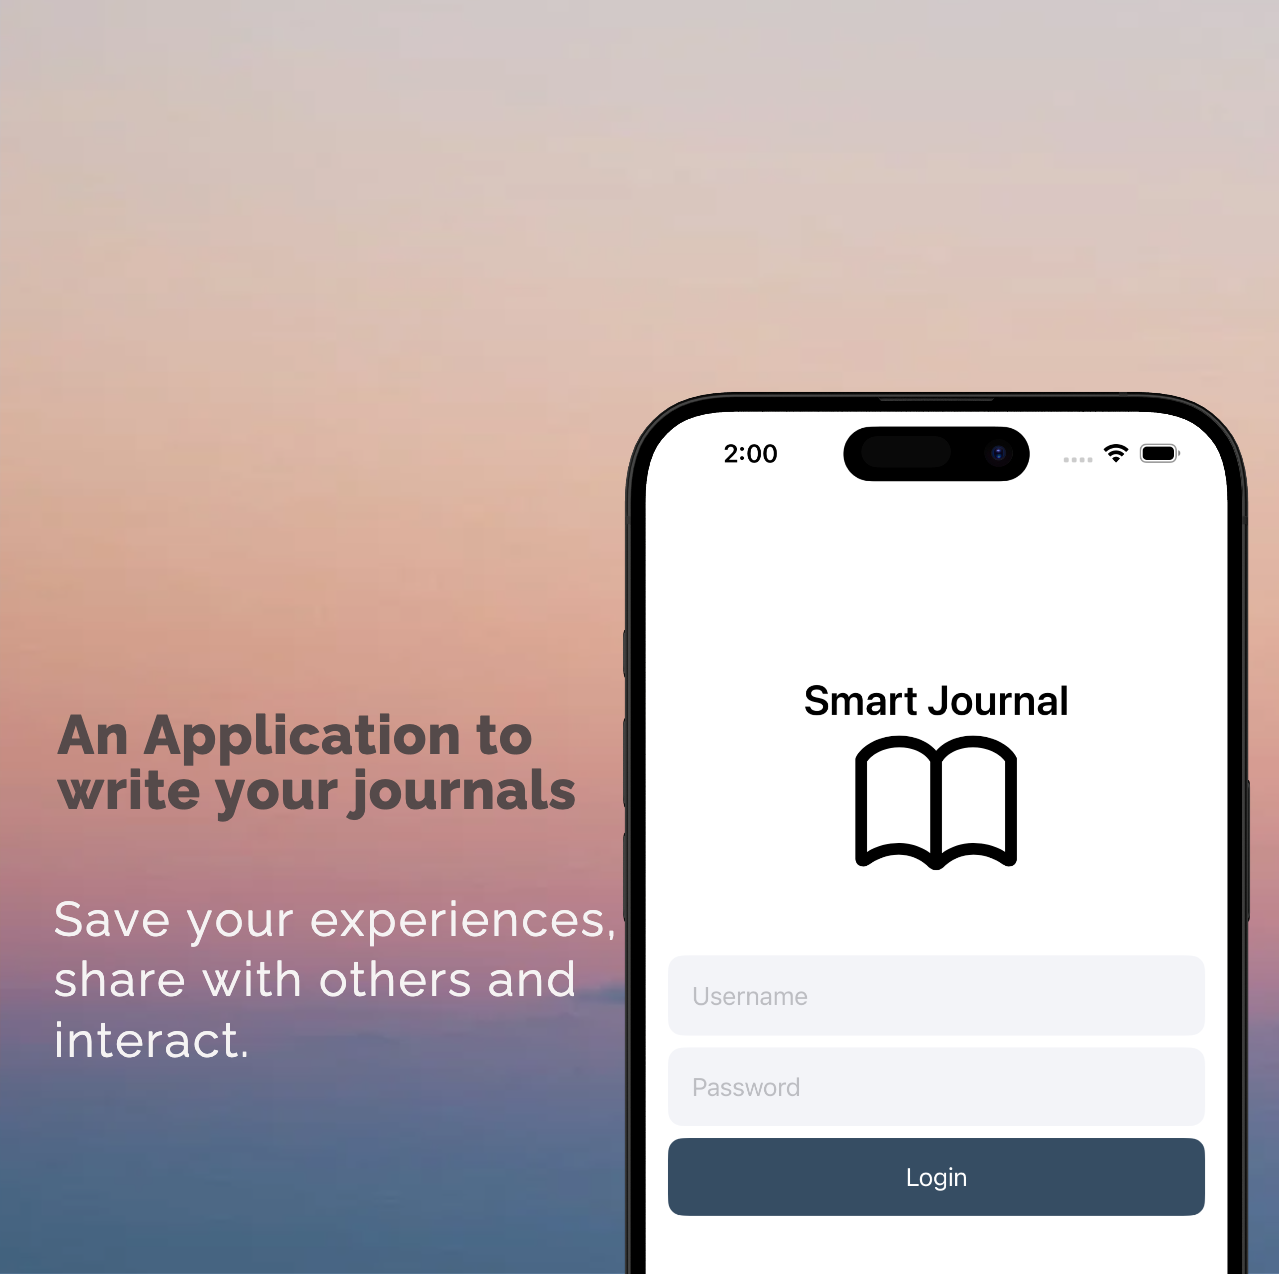 An Application to
write your journals
Save your experiences,
share with others and
interact.
2:00
Smart Journal
Username
Password
Login